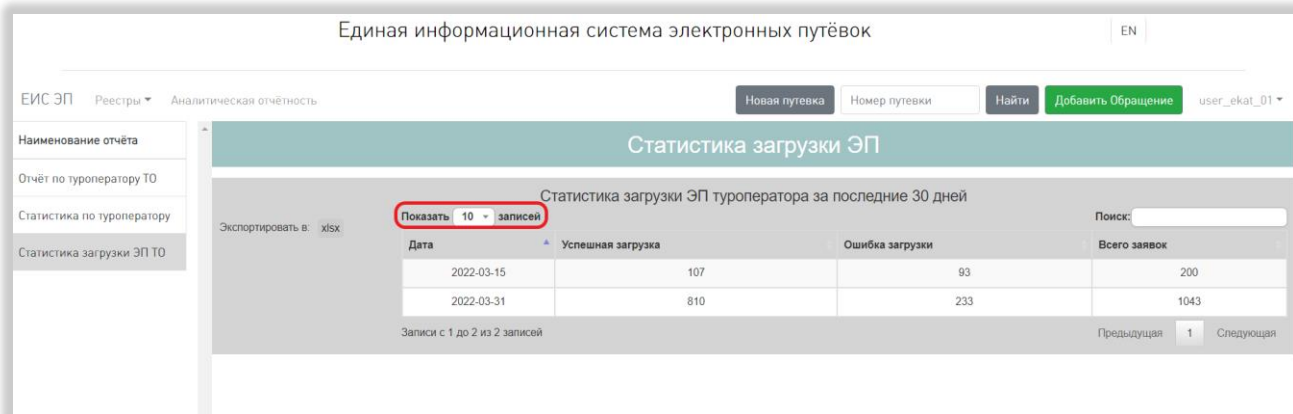 Единая информационная система электронных путёвок
EN
ЕИС ЭП Реестры Аналитическая отчётность Новая путевка Номер путевки Найти Добавить Обращение user_ekat_01
Наименование отчёта
Отчёт по туроператору ТО
Статистика по туроператору
Статистика загрузки ЭП ТО
Статистика загрузки ЭП
Статистика загрузки ЭП туроператора за последние 30 дней
Экспортировать в: xlsx
Показать 10 записей
Поиск:
Дата Успешная загрузка Ошибка загрузки Всего заявок
2022-03-15 107 93 200
2022-03-31 810 233 1043
Записи с 1 до 2 из 2 записей
Предыдущая 1 Следующая